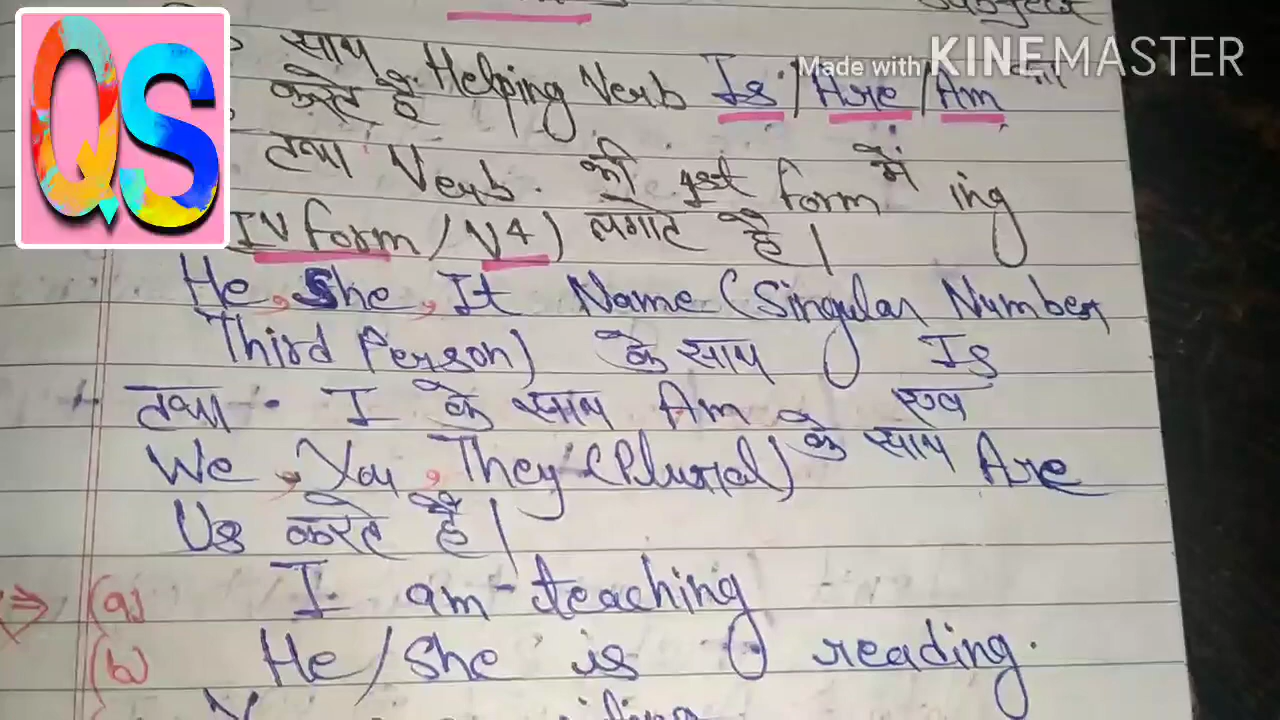 Subject
QS
Made with KINEMASTER
साथ Helping Verb Is/Are/Am का
करते है
तथा Verb की 1st form में ing
IV form/V4) लगाते है।
He, She, It Name (Singular Number
Third Person) के साथ Is
तथा I के साथ Am एव
We, You, They (Plural) के साथ Are
Us करते है।
(a) I am teaching
(b) He/She is reading.